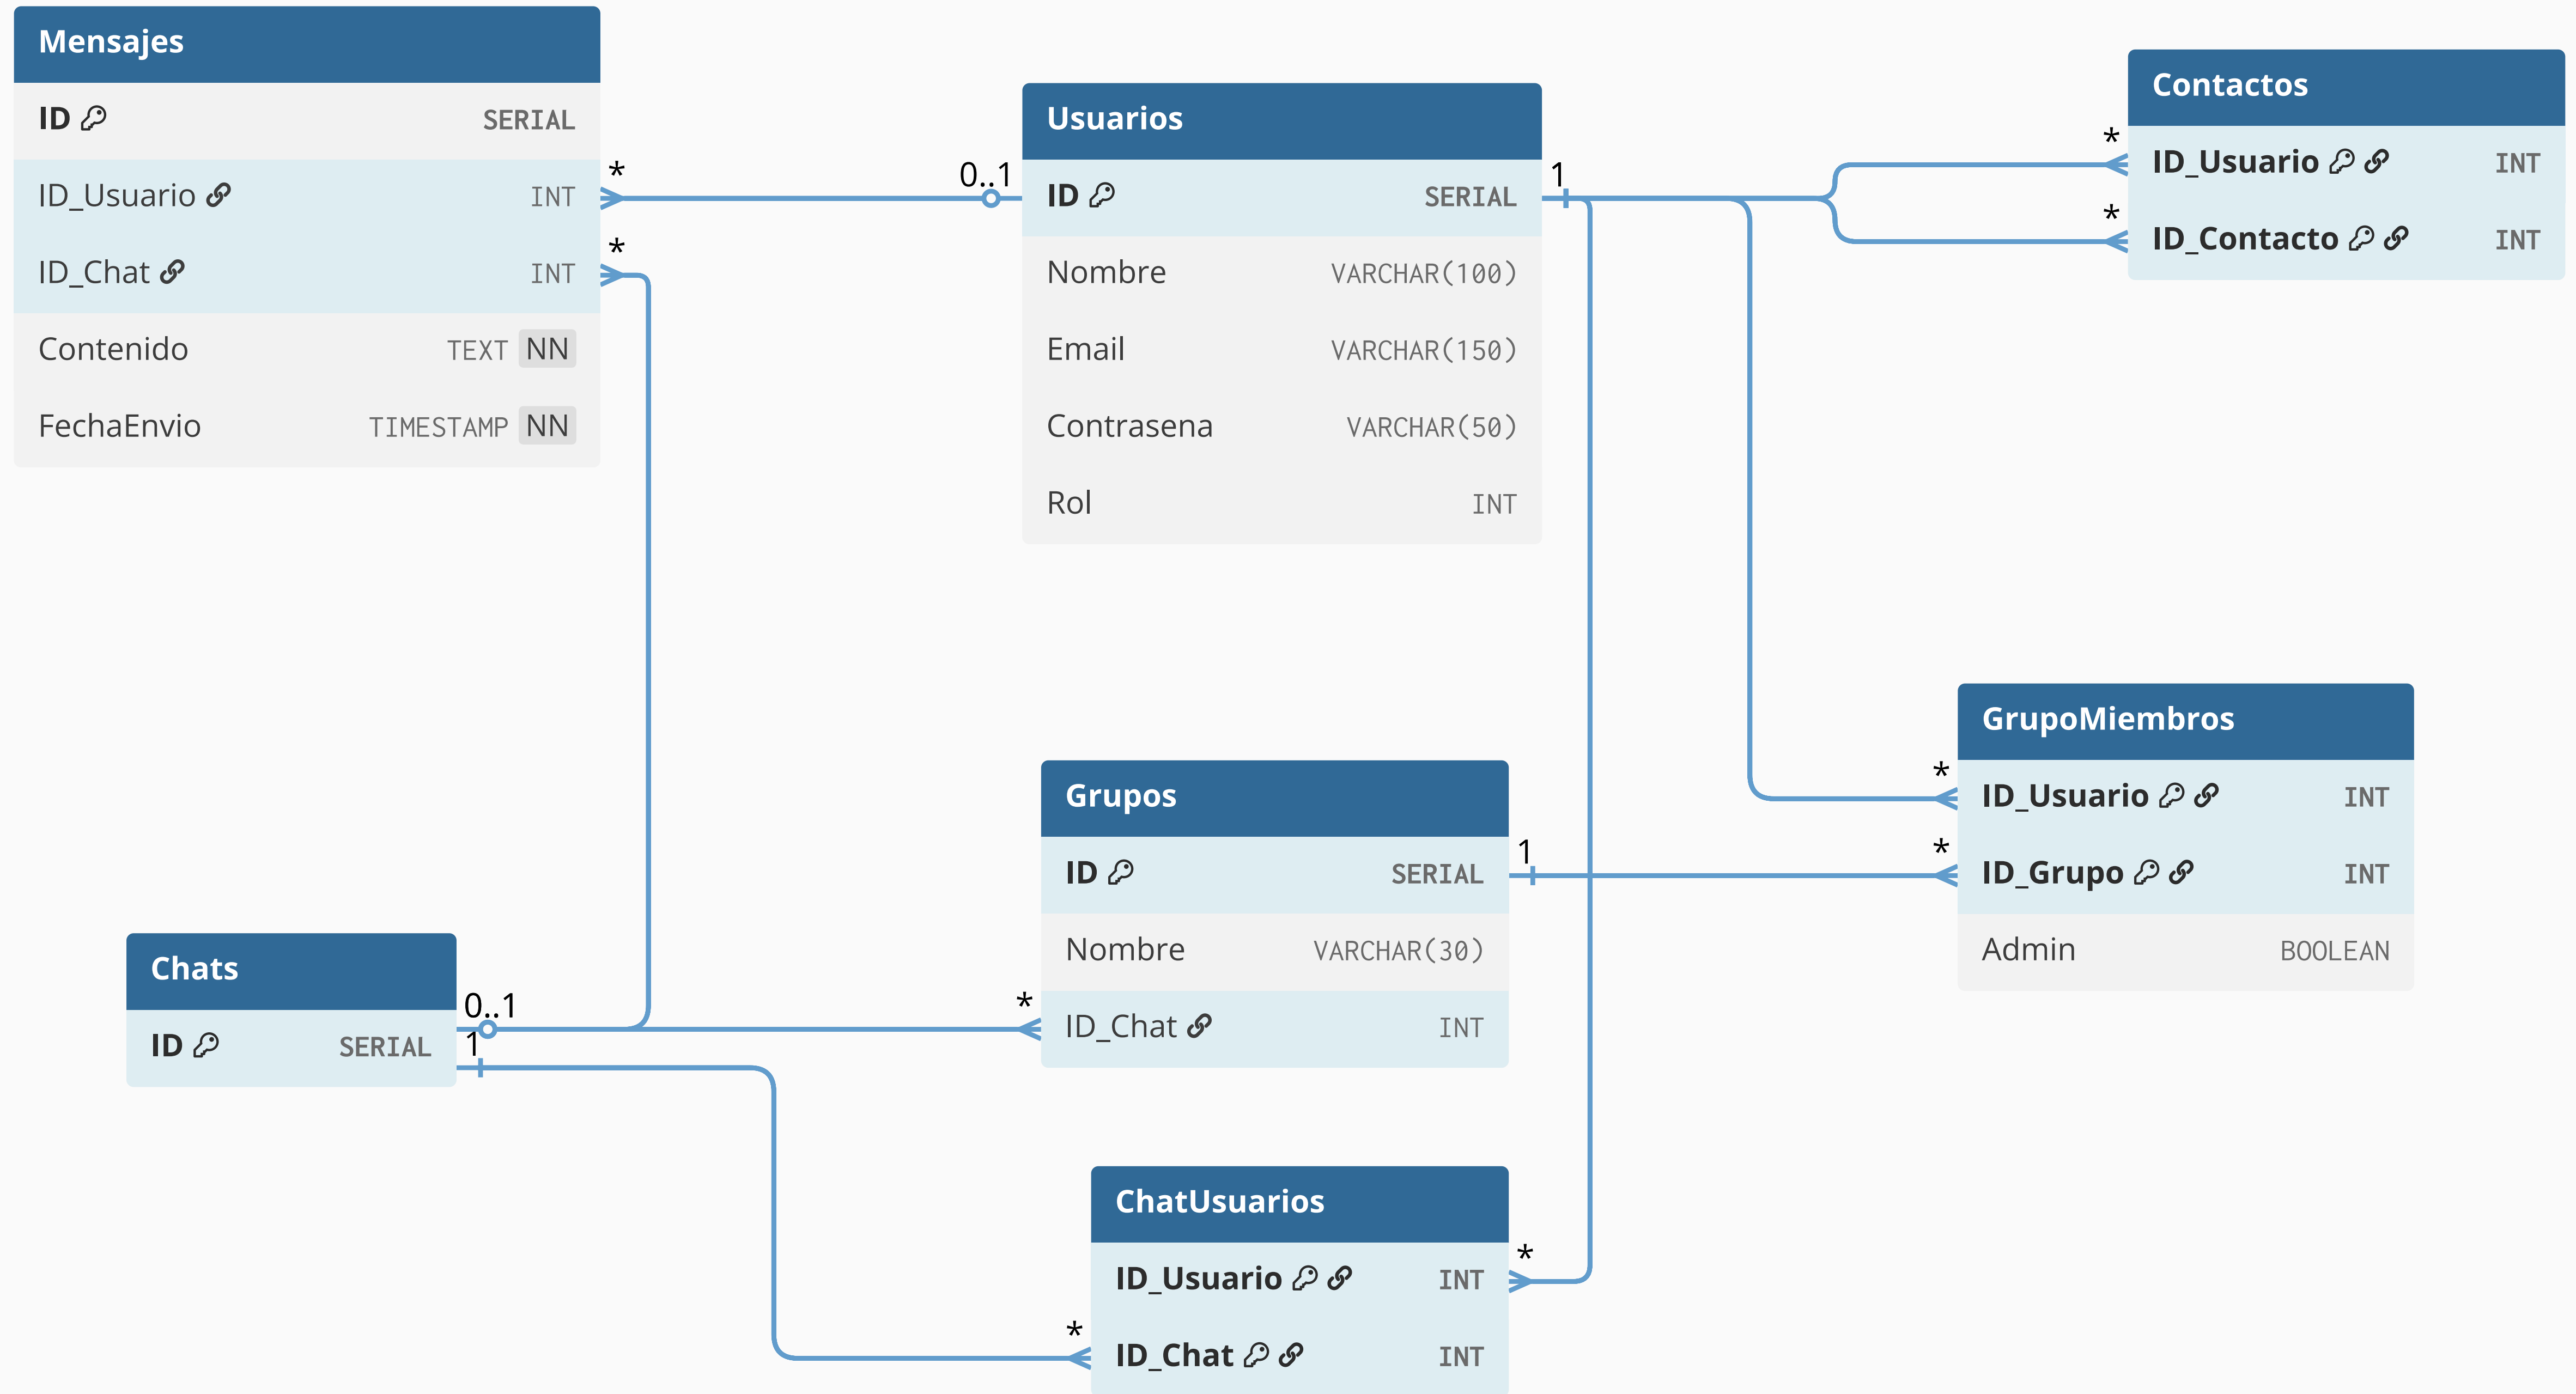 Mensajes
ID SERIAL
ID_Usuario INT
ID_Chat INT
Contenido TEXT NN
FechaEnvio TIMESTAMP NN
*
*
0..1
Usuarios
ID SERIAL
Nombre VARCHAR(100)
Email VARCHAR(150)
Contrasena VARCHAR(50)
Rol INT
1
*
*
Contactos
ID_Usuario INT
ID_Contacto INT
Grupos
ID SERIAL
Nombre VARCHAR(30)
ID_Chat INT
1
*
*
*
GrupoMiembros
ID_Usuario INT
ID_Grupo INT
Admin BOOLEAN
Chats
ID SERIAL
0..1
1
ChatUsuarios
ID_Usuario INT
ID_Chat INT
*
*